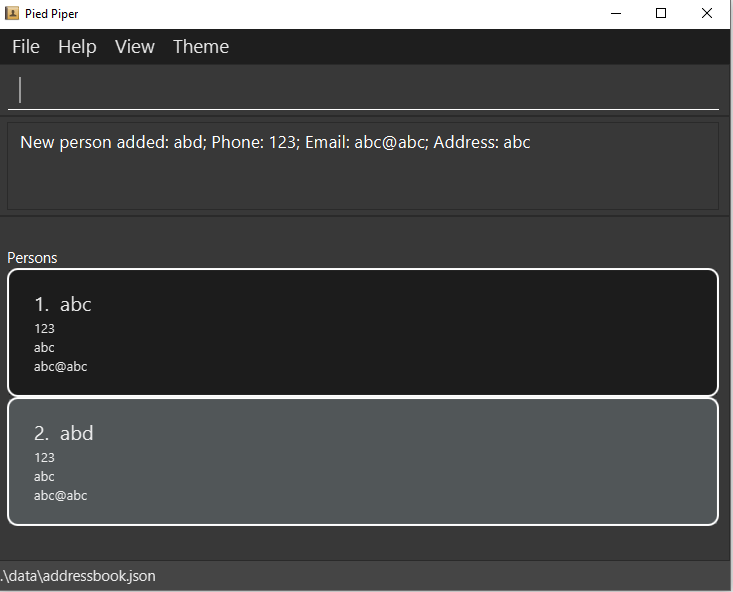 Pied Piper
File Help View Theme
New person added: abd; Phone: 123; Email: abc@abc; Address: abc
Persons
1. abc
123
abc
abc@abc
2. abd
123
abc
abc@abc
.\data\addressbook.json